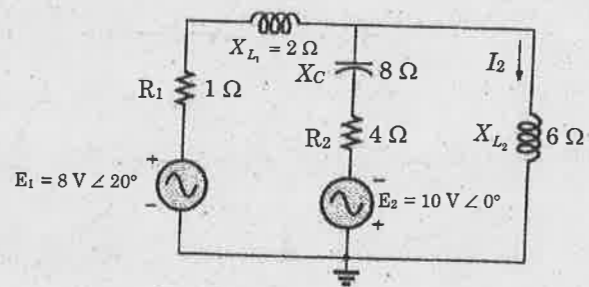 X_L₁ = 2 Ω
R₁ 1 Ω
X_C 8 Ω
I₂
R₂ 4 Ω
X_L₂ 6 Ω
+
−
E₁ = 8 V ∠ 20°
−
+
E₂ = 10 V ∠ 0°